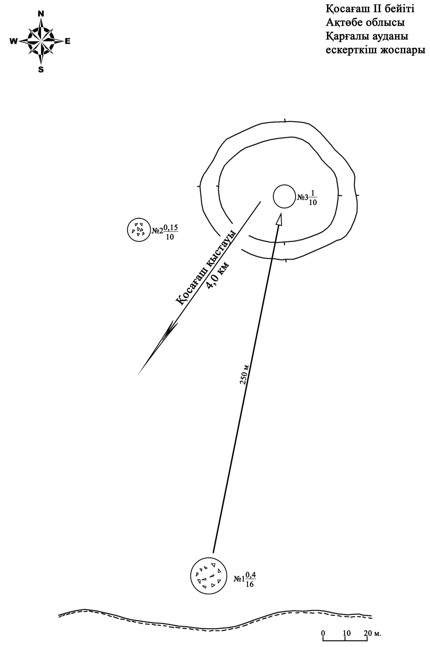 N
W E
S
Қосағаш II бейіті
Ақтөбе облысы
Қарғалы ауданы
ескерткіш жоспары
№3 1/10
№2 0,15/10
Қосағаш қыстауы
4,0 км
250 м
№1 0,4/16
0 10 20 м.